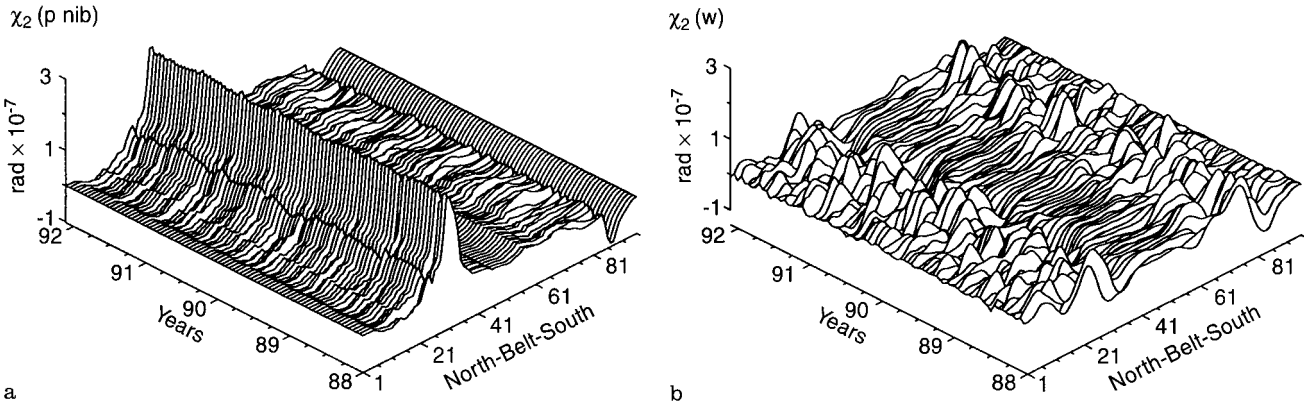 χ₂ (p nib)
3
1
-1
rad × 10⁻⁷
92
91
90
89
88
Years
1
21
41
61
81
North-Belt-South
a
χ₂ (w)
3
1
-1
rad × 10⁻⁷
92
91
90
89
88
Years
1
21
41
61
81
North-Belt-South
b